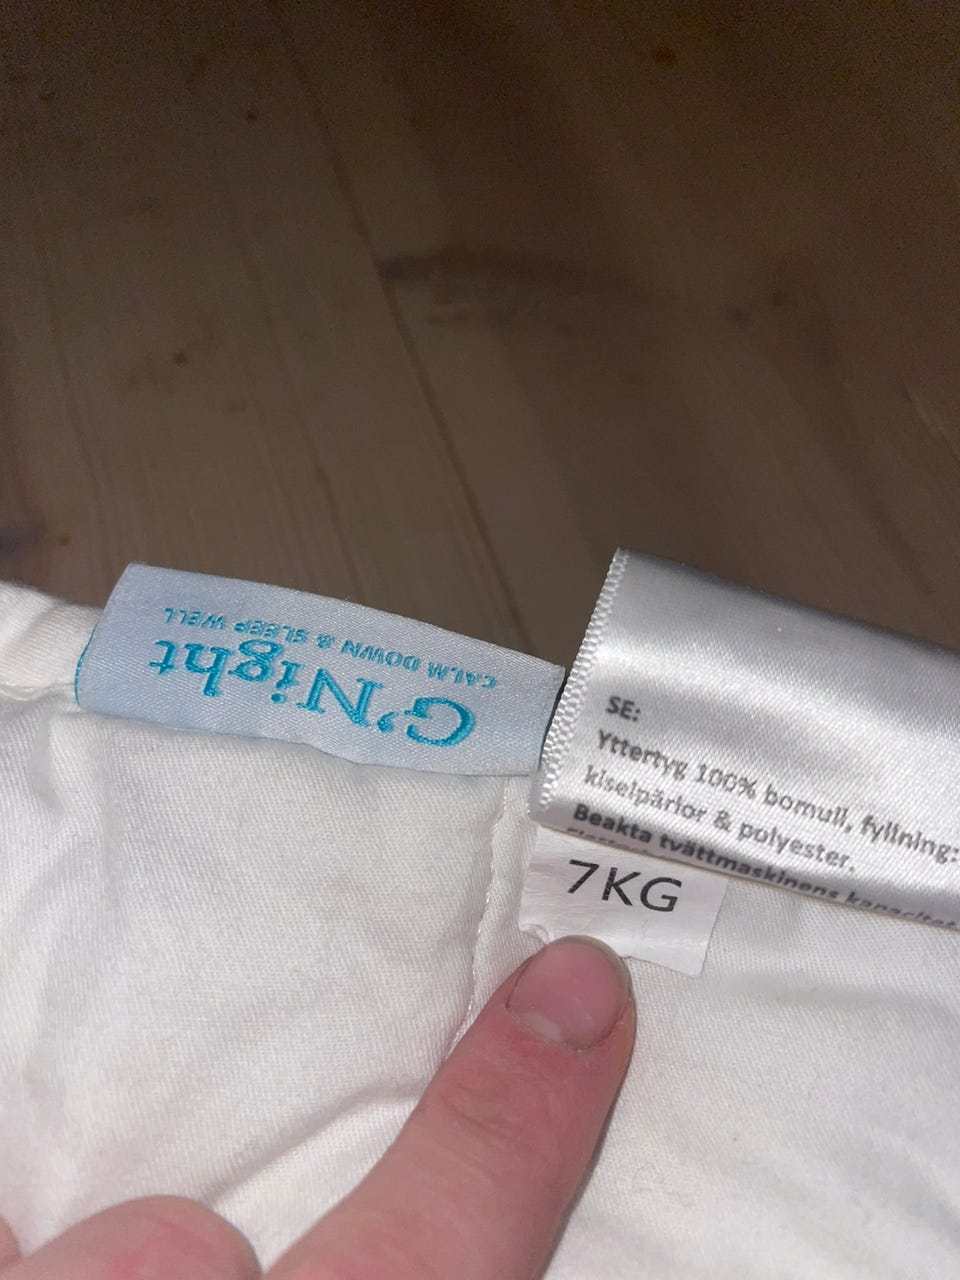 G'Night
CALM DOWN & SLEEP WELL
SE:
Yttertyg 100% bomull, fyllning:
kiselpärlor & polyester.
Beakta tvättmaskinens kapacitet
7KG